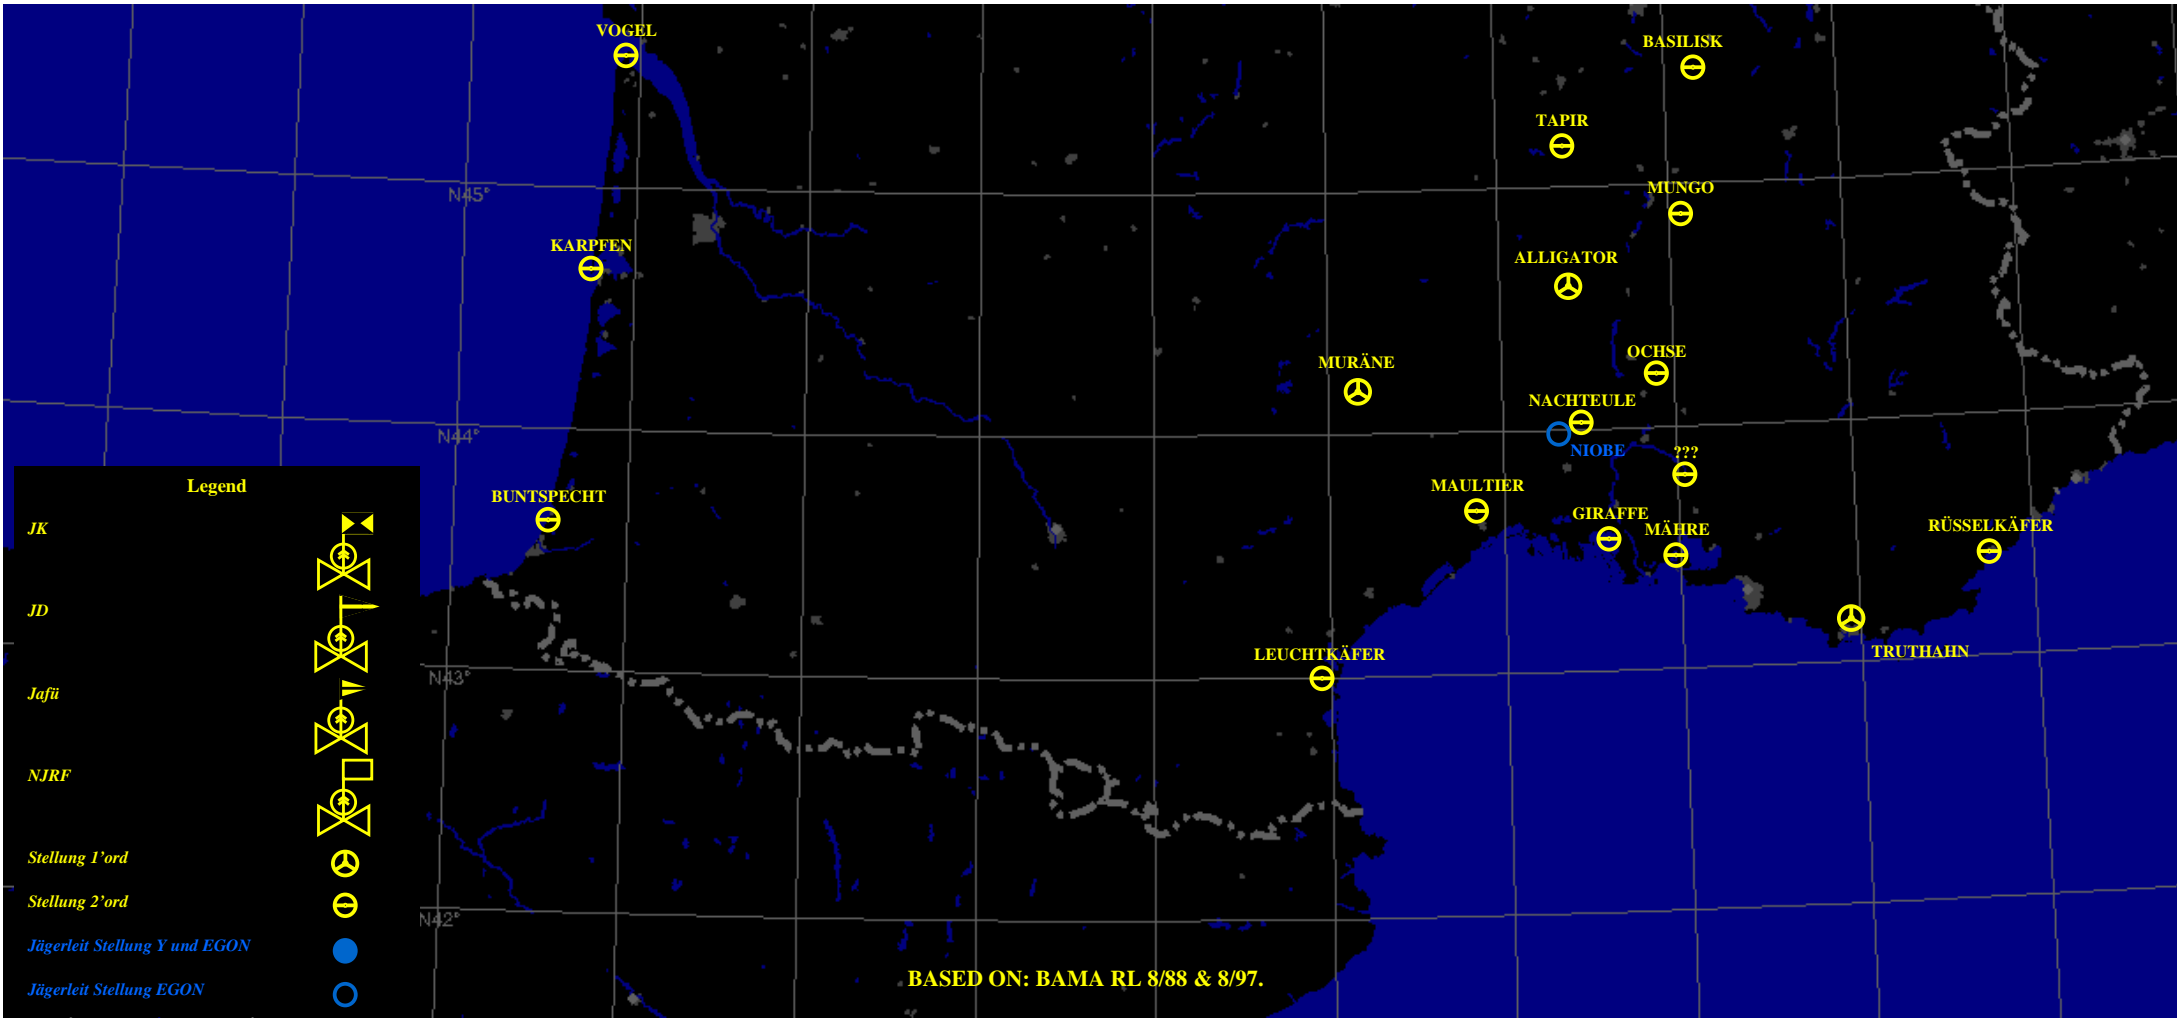 VOGEL
BASILISK
TAPIR
N45°
MUNGO
KARPFEN
ALLIGATOR
OCHSE
MURÄNE
NACHTEULE
N44°
NIOBE
???
Legend
MAULTIER
BUNTSPECHT
GIRAFFE
MÄHRE
RÜSSELKÄFER
JK
JD
TRUTHAHN
LEUCHTKÄFER
N43°
Jafü
NJRF
Stellung 1’ord
Stellung 2’ord
N42°
Jägerleit Stellung Y und EGON
BASED ON: BAMA RL 8/88 & 8/97.
Jägerleit Stellung EGON